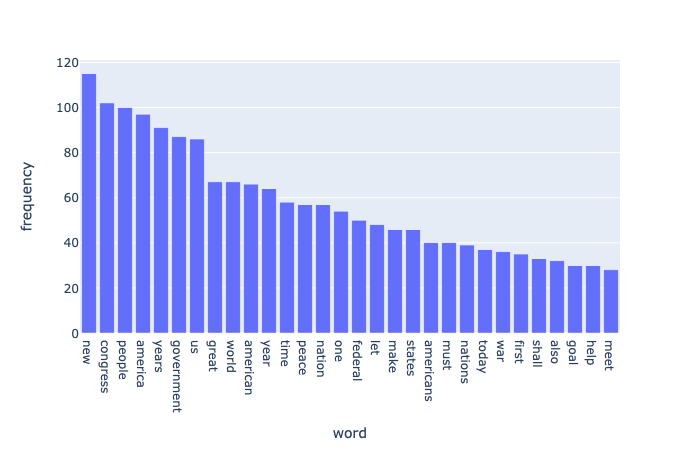 120
100
80
60
40
20
0
frequency
new
congress
people
america
years
government
us
great
world
american
year
time
peace
nation
one
federal
let
make
states
americans
must
nations
today
war
first
shall
also
goal
help
meet
word